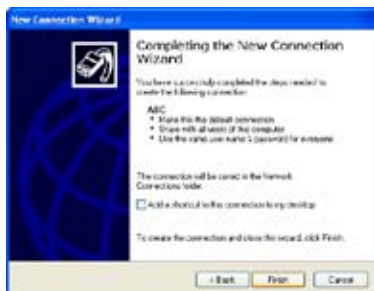 New Connection Wizard
Completing the New Connection
Wizard
You have successfully completed the steps needed to
create the following connection:
ABC
* Make this the default connection
* Share with all users of this computer
* Use the same user name & password for everyone
The connection will be saved in the Network
Connections folder.
Add a shortcut to this connection to my desktop
To create the connection and close this wizard, click Finish.
< Back
Finish
Cancel